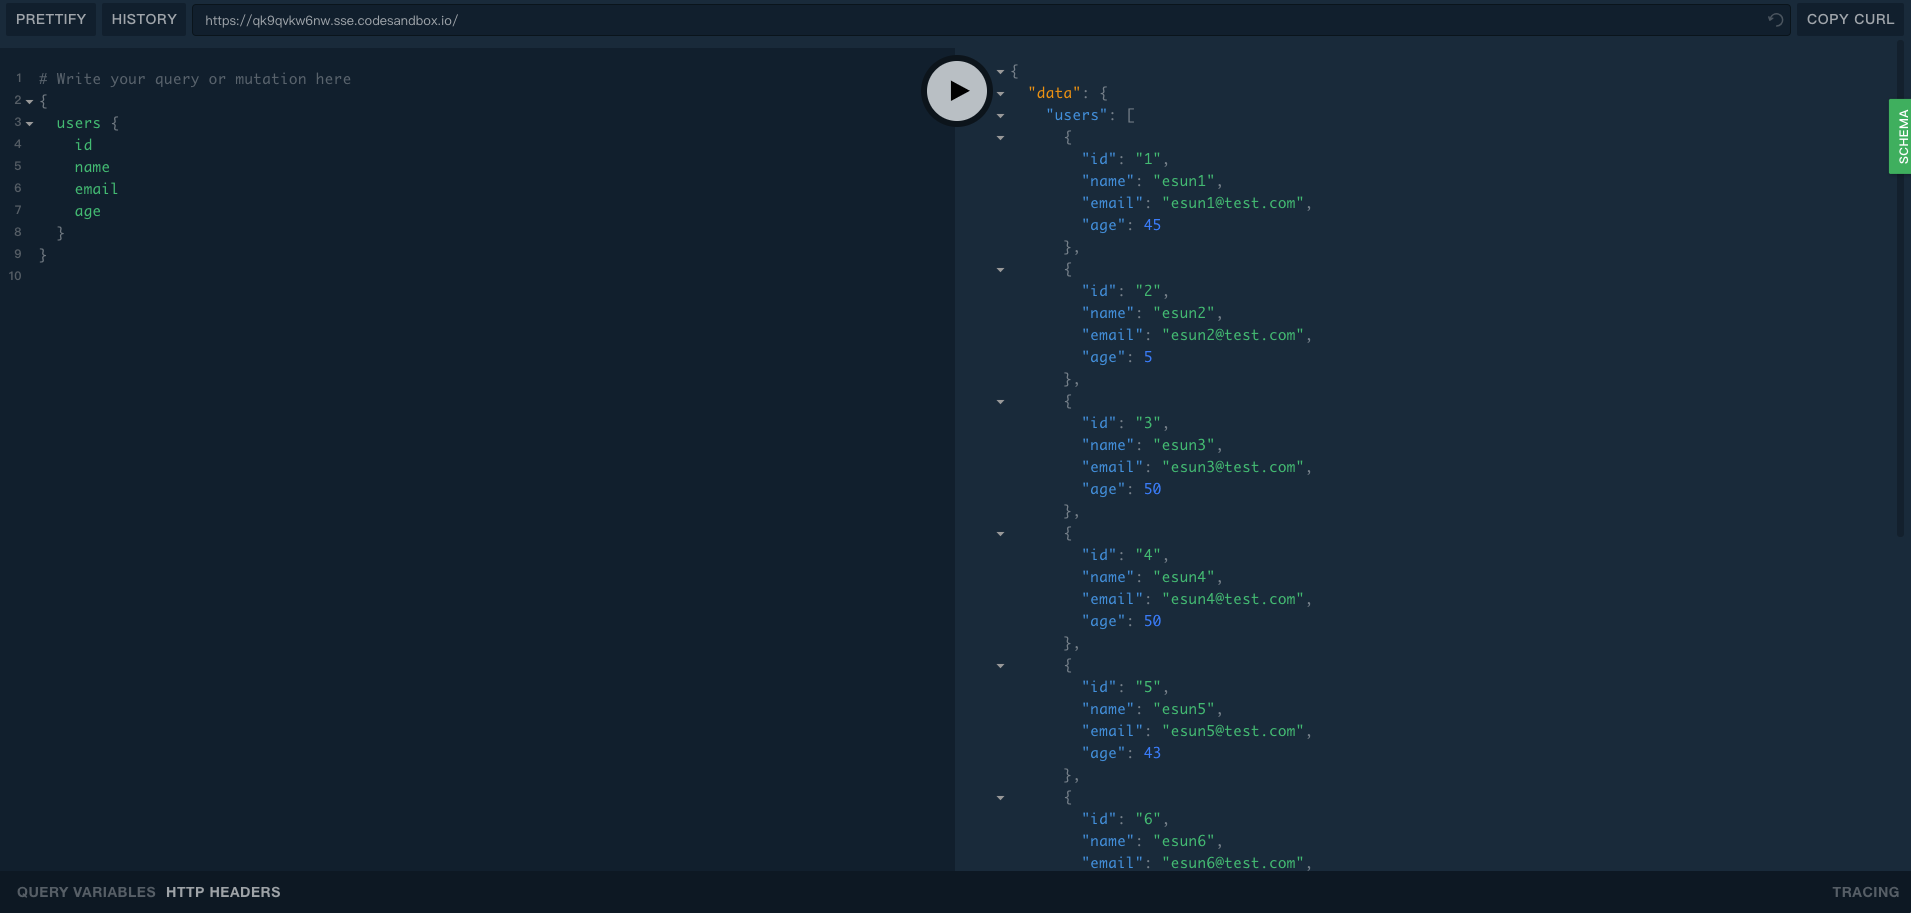 PRETTIFY HISTORY https://qk9qvkw6nw.sse.codesandbox.io/ COPY CURL
1 # Write your query or mutation here
2 {
3 users {
4 id
5 name
6 email
7 age
8 }
9 }
10
{
"data": {
"users": [
{
"id": "1",
"name": "esun1",
"email": "esun1@test.com",
"age": 45
},
{
"id": "2",
"name": "esun2",
"email": "esun2@test.com",
"age": 5
},
{
"id": "3",
"name": "esun3",
"email": "esun3@test.com",
"age": 50
},
{
"id": "4",
"name": "esun4",
"email": "esun4@test.com",
"age": 50
},
{
"id": "5",
"name": "esun5",
"email": "esun5@test.com",
"age": 43
},
{
"id": "6",
"name": "esun6",
"email": "esun6@test.com",
SCHEMA
QUERY VARIABLES HTTP HEADERS TRACING